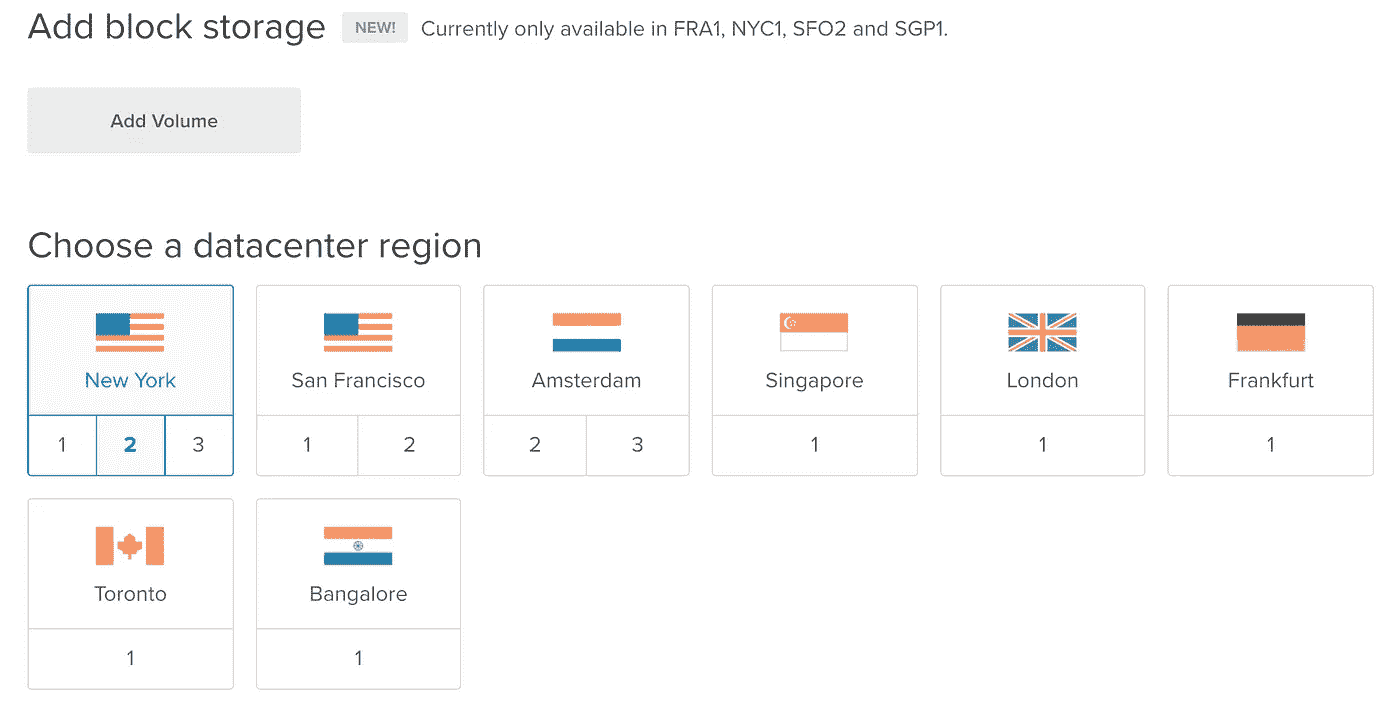 Add block storage NEW! Currently only available in FRA1, NYC1, SFO2 and SGP1.
Add Volume
Choose a datacenter region
New York San Francisco Amsterdam Singapore London Frankfurt
1 2 3 1 2 2 3 1 1 1
Toronto Bangalore
1 1